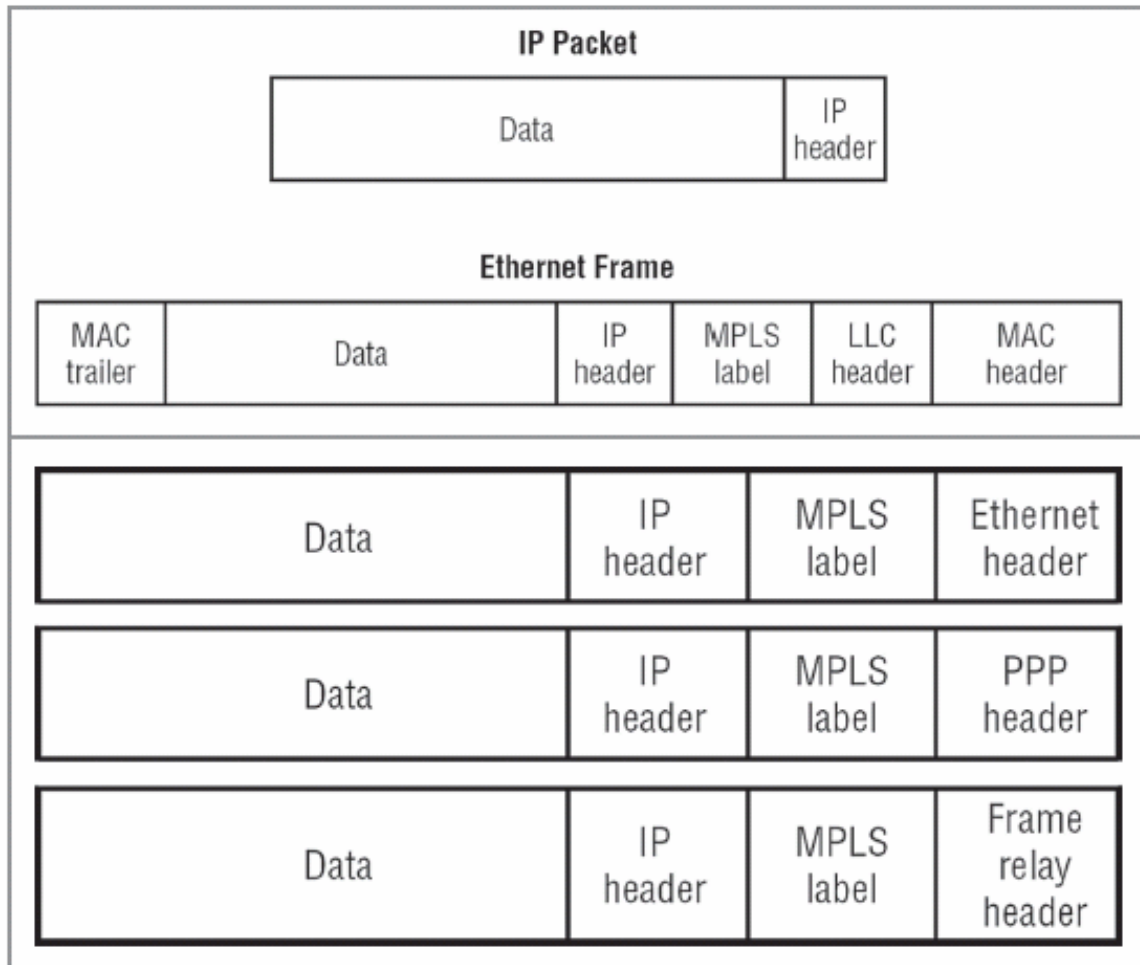 IP Packet
Data
IP
header
Ethernet Frame
MAC
trailer
Data
IP
header
MPLS
label
LLC
header
MAC
header
Data
IP
header
MPLS
label
Ethernet
header
Data
IP
header
MPLS
label
PPP
header
Data
IP
header
MPLS
label
Frame
relay
header